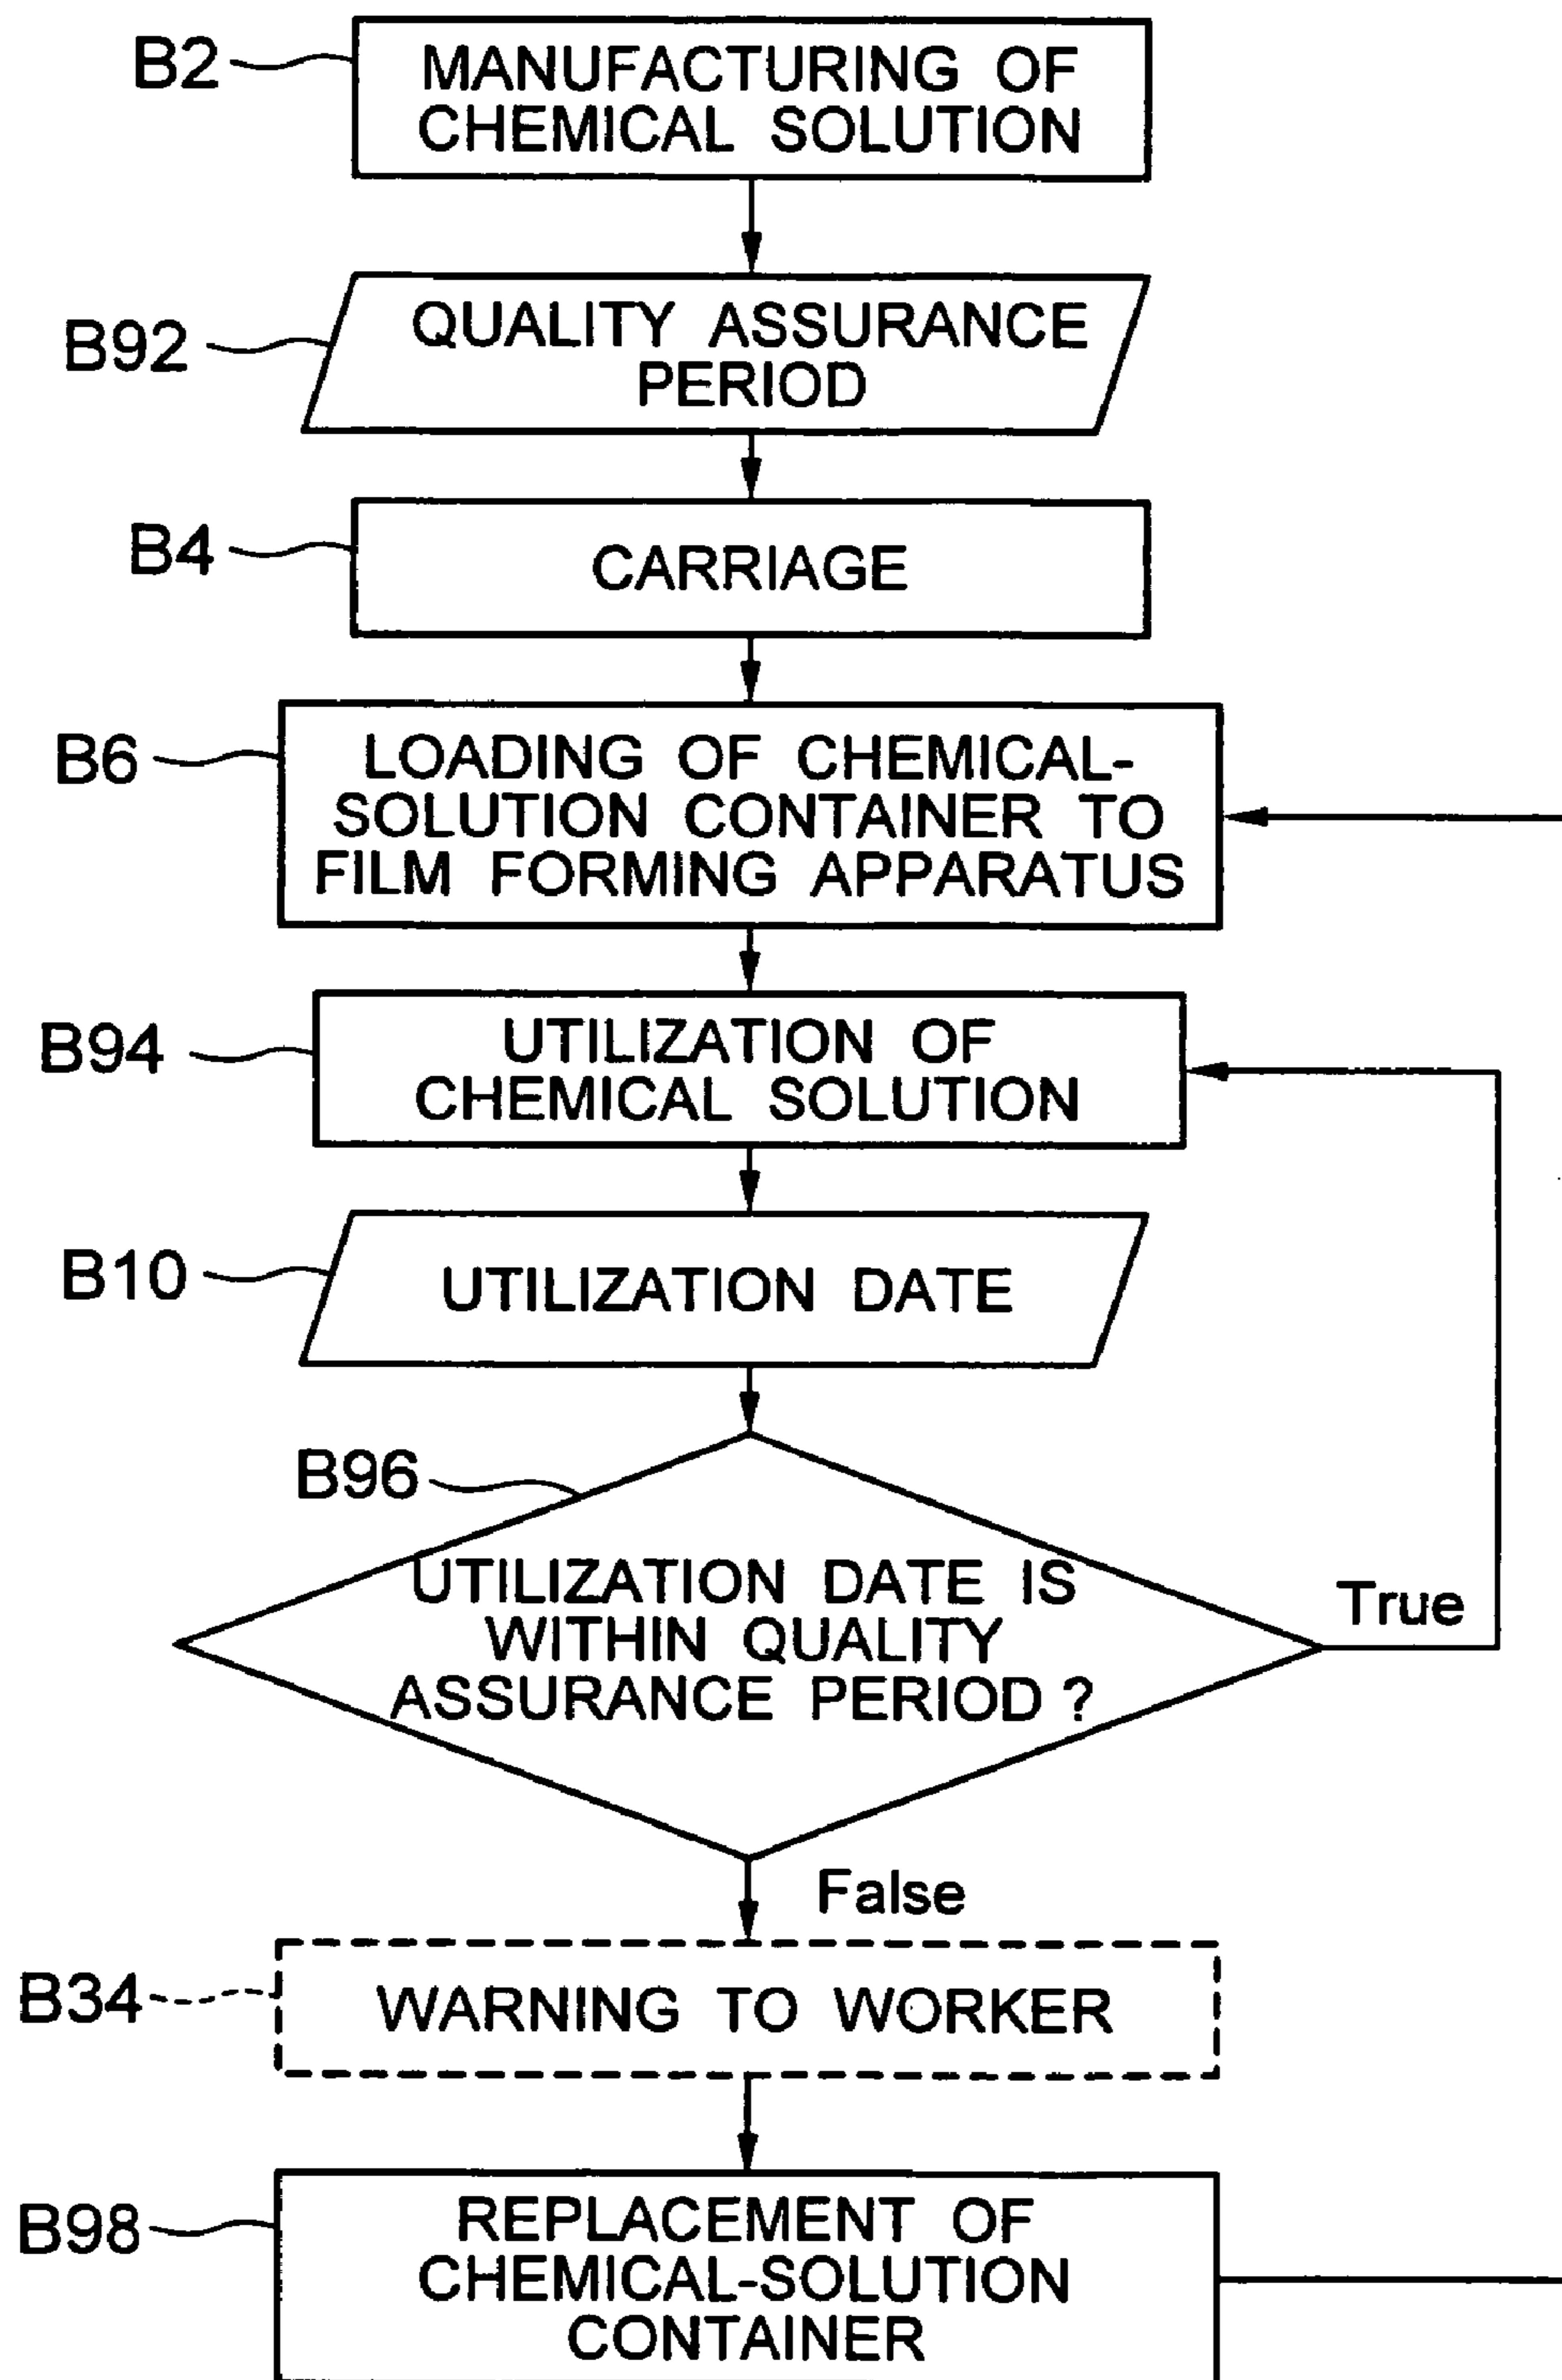 B2
MANUFACTURING OF
CHEMICAL SOLUTION
B92
QUALITY ASSURANCE
PERIOD
B4
CARRIAGE
B6
LOADING OF CHEMICAL-
SOLUTION CONTAINER TO
FILM FORMING APPARATUS
B94
UTILIZATION OF
CHEMICAL SOLUTION
B10
UTILIZATION DATE
B96
UTILIZATION DATE IS
WITHIN QUALITY
ASSURANCE PERIOD ?
True
False
B34
WARNING TO WORKER
B98
REPLACEMENT OF
CHEMICAL-SOLUTION
CONTAINER